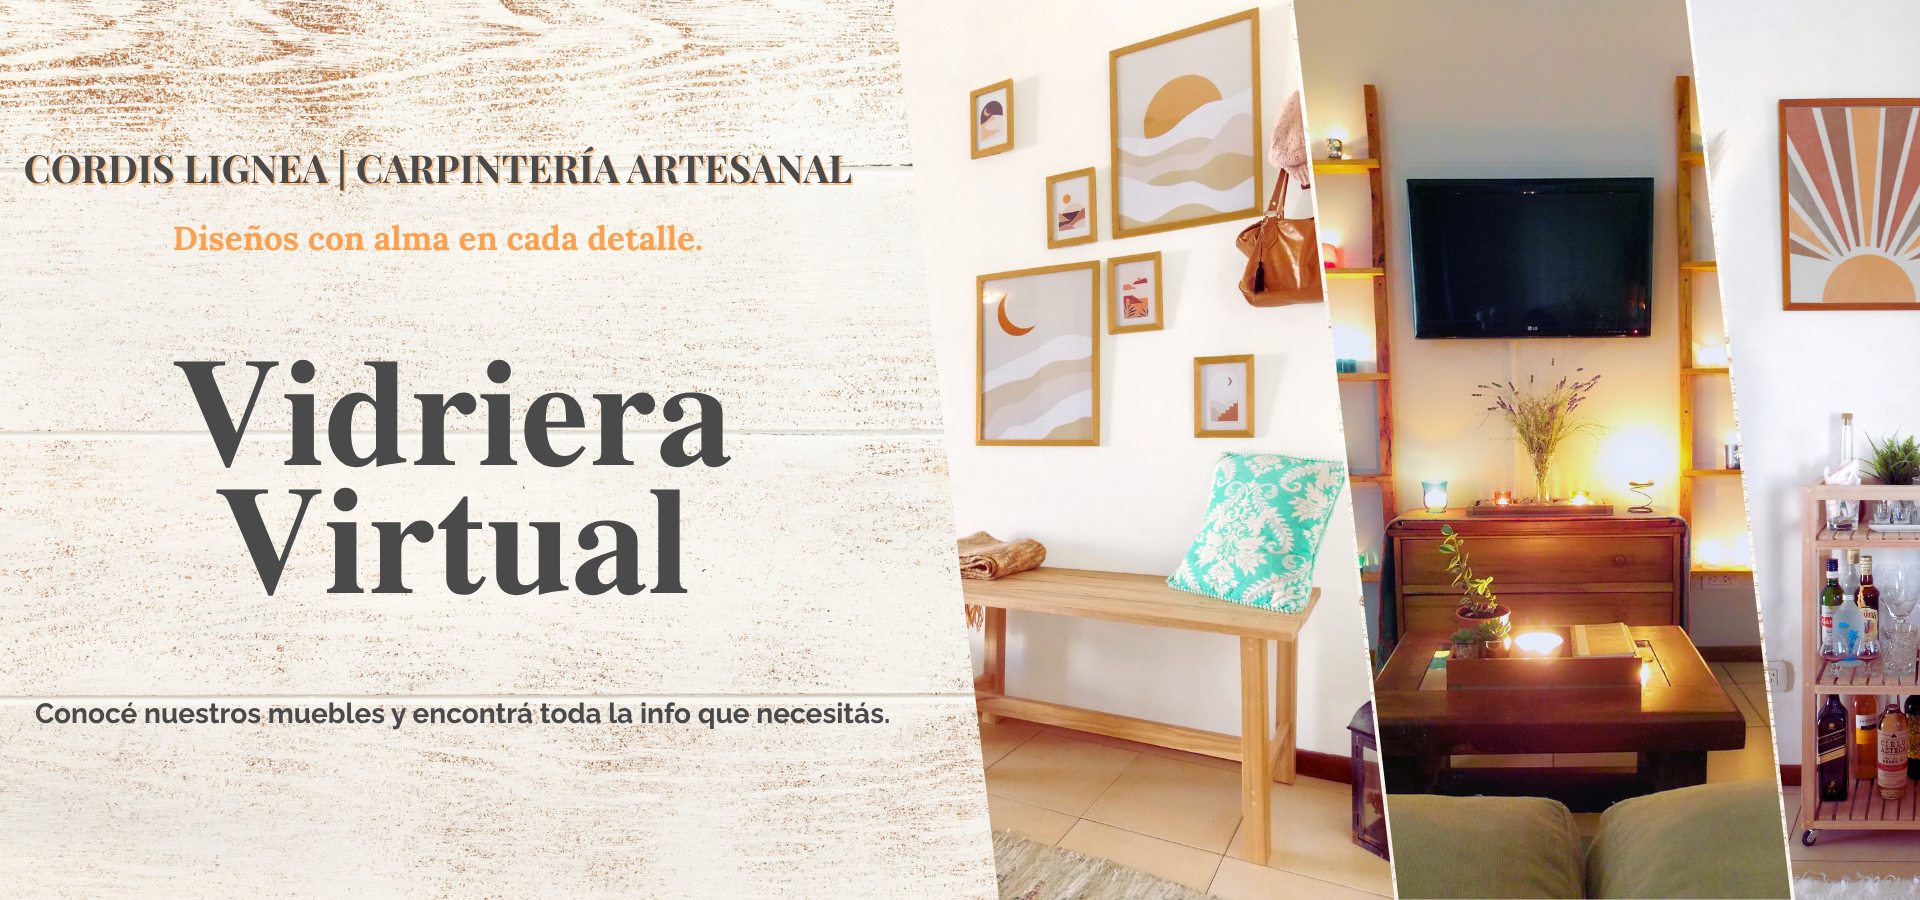 CORDIS LIGNEA | CARPINTERÍA ARTESANAL
Diseños con alma en cada detalle.
Vidriera
Virtual
Conocé nuestros muebles y encontrá toda la info que necesitás.
LG